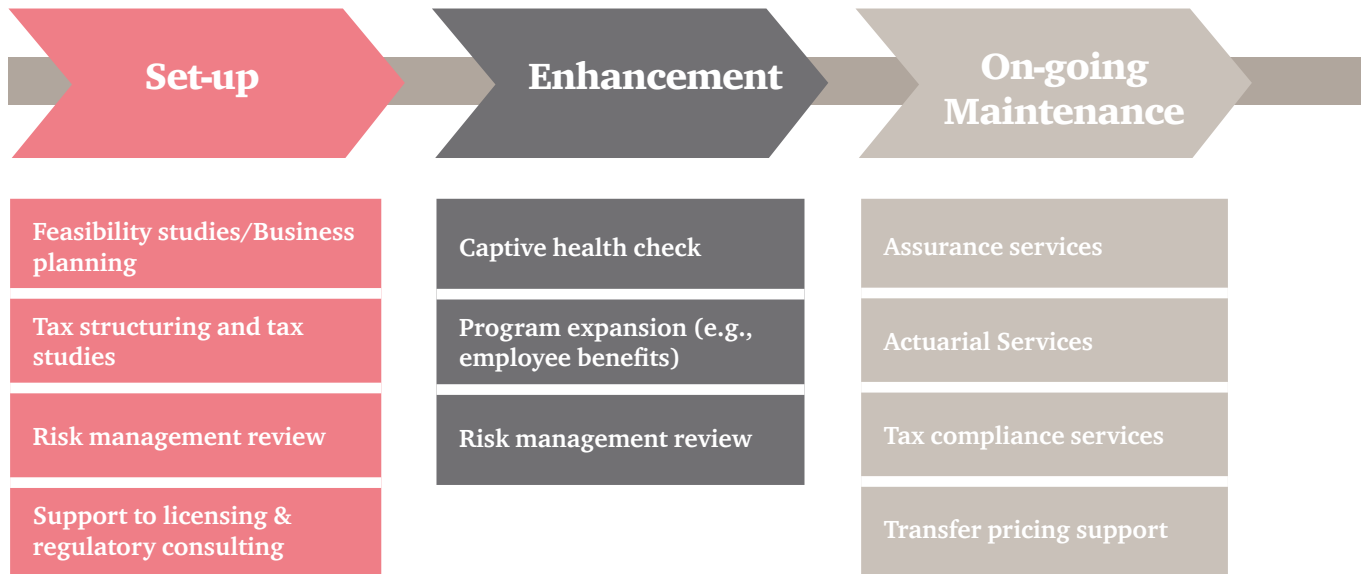 Set-up
Enhancement
On-going
Maintenance
Feasibility studies/Business
planning
Tax structuring and tax
studies
Risk management review
Support to licensing &
regulatory consulting
Captive health check
Program expansion (e.g.,
employee benefits)
Risk management review
Assurance services
Actuarial Services
Tax compliance services
Transfer pricing support